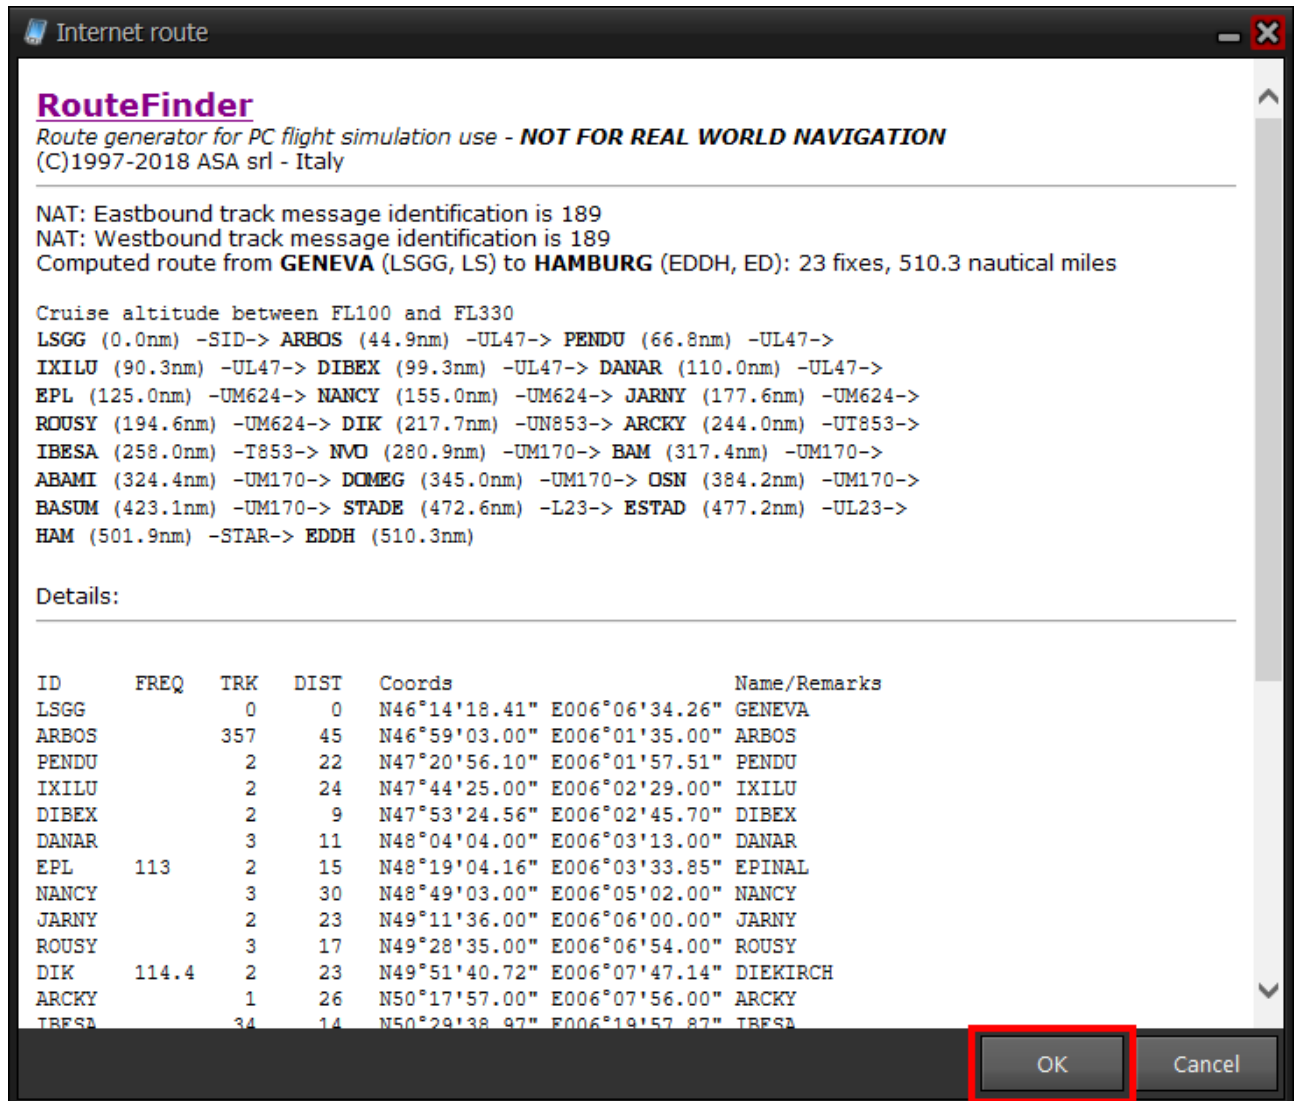 Internet route
RouteFinder
Route generator for PC flight simulation use - NOT FOR REAL WORLD NAVIGATION
(C)1997-2018 ASA srl - Italy
NAT: Eastbound track message identification is 189
NAT: Westbound track message identification is 189
Computed route from GENEVA (LSGG, LS) to HAMBURG (EDDH, ED): 23 fixes, 510.3 nautical miles
Cruise altitude between FL100 and FL330
LSGG (0.0nm) -SID-> ARBOS (44.9nm) -UL47-> PENDU (66.8nm) -UL47->
IXILU (90.3nm) -UL47-> DIBEX (99.3nm) -UL47-> DANAR (110.0nm) -UL47->
EPL (125.0nm) -UM624-> NANCY (155.0nm) -UM624-> JARNY (177.6nm) -UM624->
ROUSY (194.6nm) -UM624-> DIK (217.7nm) -UN853-> ARCKY (244.0nm) -UT853->
IBESA (258.0nm) -T853-> NVO (280.9nm) -UM170-> BAM (317.4nm) -UM170->
ABAMI (324.4nm) -UM170-> DOMEG (345.0nm) -UM170-> OSN (384.2nm) -UM170->
BASUM (423.1nm) -UM170-> STADE (472.6nm) -L23-> ESTAD (477.2nm) -UL23->
HAM (501.9nm) -STAR-> EDDH (510.3nm)
Details:
ID FREQ TRK DIST Coords Name/Remarks
LSGG 0 0 N46°14'18.41" E006°06'34.26" GENEVA
ARBOS 357 45 N46°59'03.00" E006°01'35.00" ARBOS
PENDU 2 22 N47°20'56.10" E006°01'57.51" PENDU
IXILU 2 24 N47°44'25.00" E006°02'29.00" IXILU
DIBEX 2 9 N47°53'24.56" E006°02'45.70" DIBEX
DANAR 3 11 N48°04'04.00" E006°03'13.00" DANAR
EPL 113 2 15 N48°19'04.16" E006°03'33.85" EPINAL
NANCY 3 30 N48°49'03.00" E006°05'02.00" NANCY
JARNY 2 23 N49°11'36.00" E006°06'00.00" JARNY
ROUSY 3 17 N49°28'35.00" E006°06'54.00" ROUSY
DIK 114.4 2 23 N49°51'40.72" E006°07'47.14" DIEKIRCH
ARCKY 1 26 N50°17'57.00" E006°07'56.00" ARCKY
IBESA 34 14 N50°29'38.97" E006°19'57.87" IBESA
OK Cancel